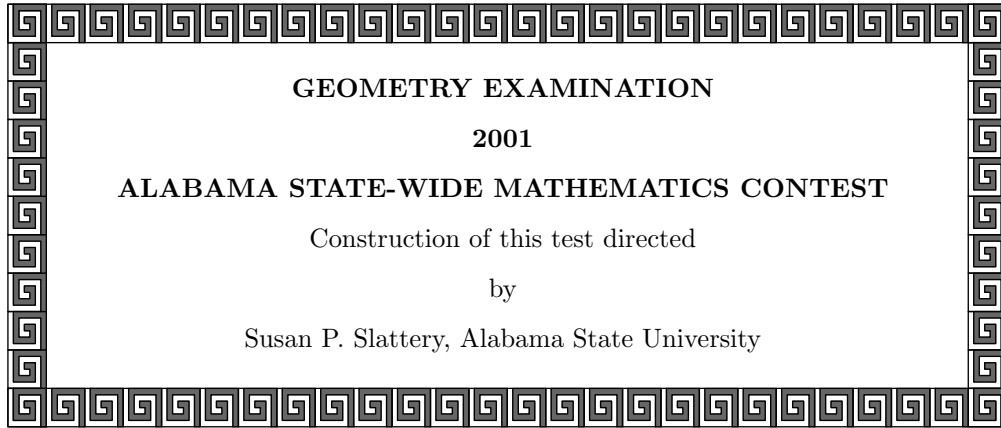 GEOMETRY EXAMINATION
2001
ALABAMA STATE-WIDE MATHEMATICS CONTEST
Construction of this test directed
by
Susan P. Slattery, Alabama State University